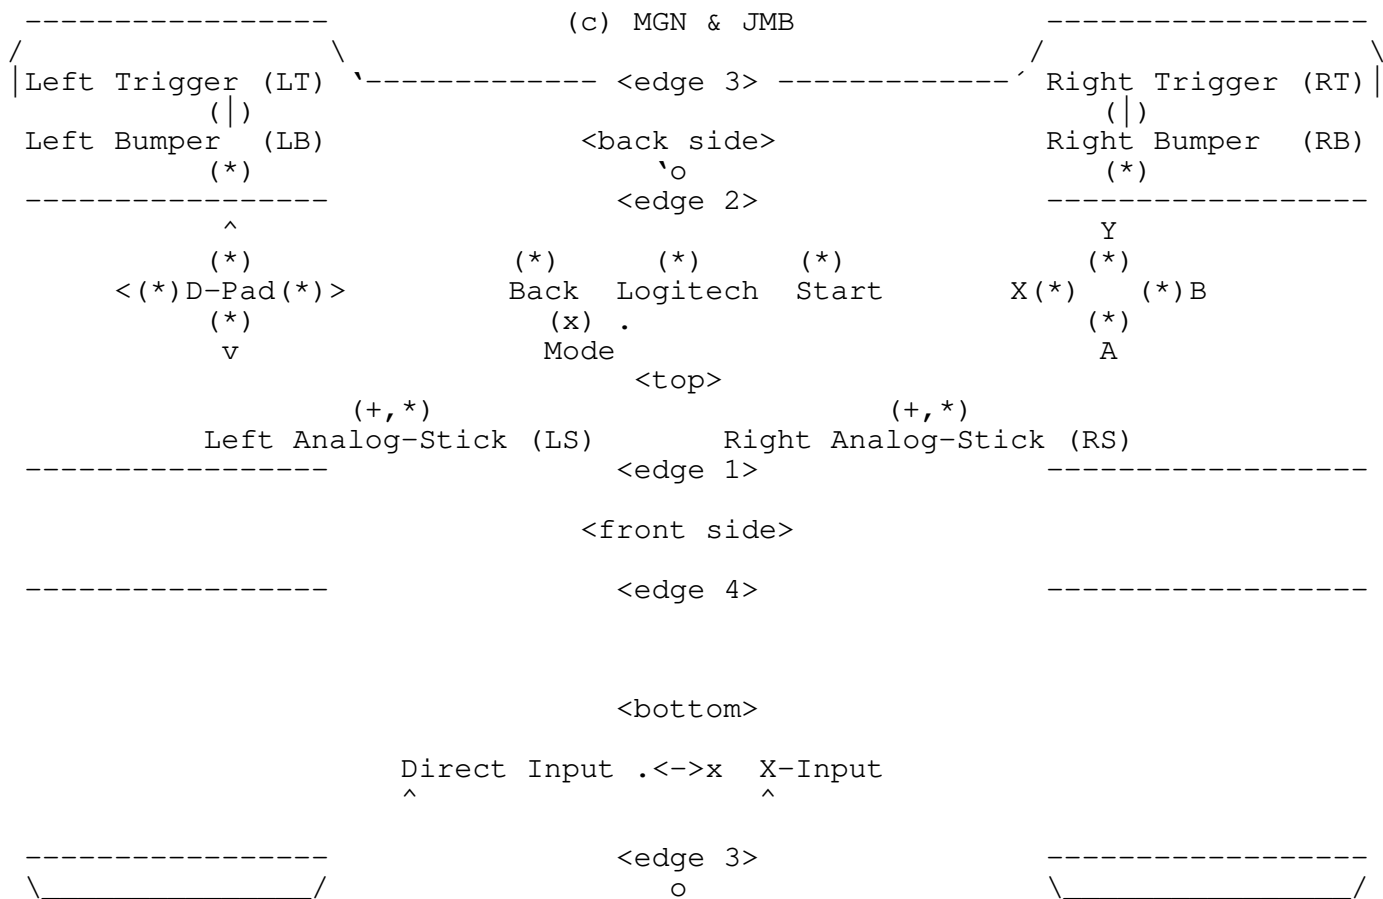 -----------------             (c) MGN & JMB              ------------------
/                 \                                      /                  \
|Left Trigger (LT) `------------- <edge 3> -------------´ Right Trigger (RT)|
(|)                                                (|)
Left Bumper  (LB)              <back side>               Right Bumper  (RB)
(*)                      `o                       (*)
-----------------                <edge 2>                ------------------
^                                                Y
(*)              (*)     (*)     (*)             (*)
<(*)D-Pad(*)>         Back  Logitech  Start       X(*)   (*)B
(*)                (x) .                         (*)
v                 Mode                           A
<top>
(+,*)                         (+,*)
Left Analog-Stick (LS)       Right Analog-Stick (RS)
-----------------                <edge 1>                ------------------
<front side>
-----------------                <edge 4>                ------------------
<bottom>
Direct Input .<->x  X-Input
^                   ^
-----------------                <edge 3>                ------------------
\_______________/                   o                    \________________/